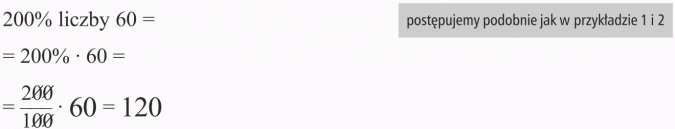 200% liczby 60 =
postępujemy podobnie jak w przykładzie 1 i 2
= 200% · 60 =
= 200/100 · 60 = 120